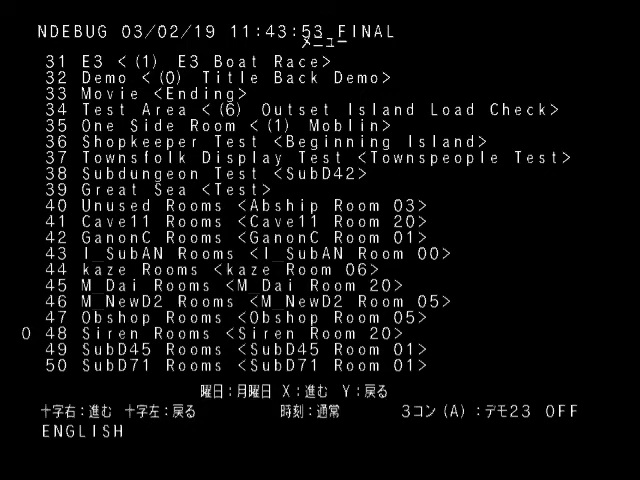 NDEBUG 03/02/19 11:43:53 FINAL
メニュー
31 E3 <(1) E3 Boat Race>
32 Demo <(0) Title Back Demo>
33 Movie <Ending>
34 Test Area <(6) Outset Island Load Check>
35 One Side Room <(1) Moblin>
36 Shopkeeper Test <Beginning Island>
37 Townsfolk Display Test <Townspeople Test>
38 Subdungeon Test <SubD42>
39 Great Sea <Test>
40 Unused Rooms <Abship Room 03>
41 Cave11 Rooms <Cave11 Room 20>
42 GanonC Rooms <GanonC Room 01>
43 I_SubAN Rooms <I_SubAN Room 00>
44 kaze Rooms <kaze Room 06>
45 M_Dai Rooms <M_Dai Room 20>
46 M_NewD2 Rooms <M_NewD2 Room 05>
47 Obshop Rooms <Obshop Room 05>
0 48 Siren Rooms <Siren Room 20>
49 SubD45 Rooms <SubD45 Room 01>
50 SubD71 Rooms <SubD71 Room 01>
曜日:月曜日 X:進む Y:戻る
十字右:進む 十字左:戻る 時刻:通常 3コン(A):デモ23 OFF
ENGLISH